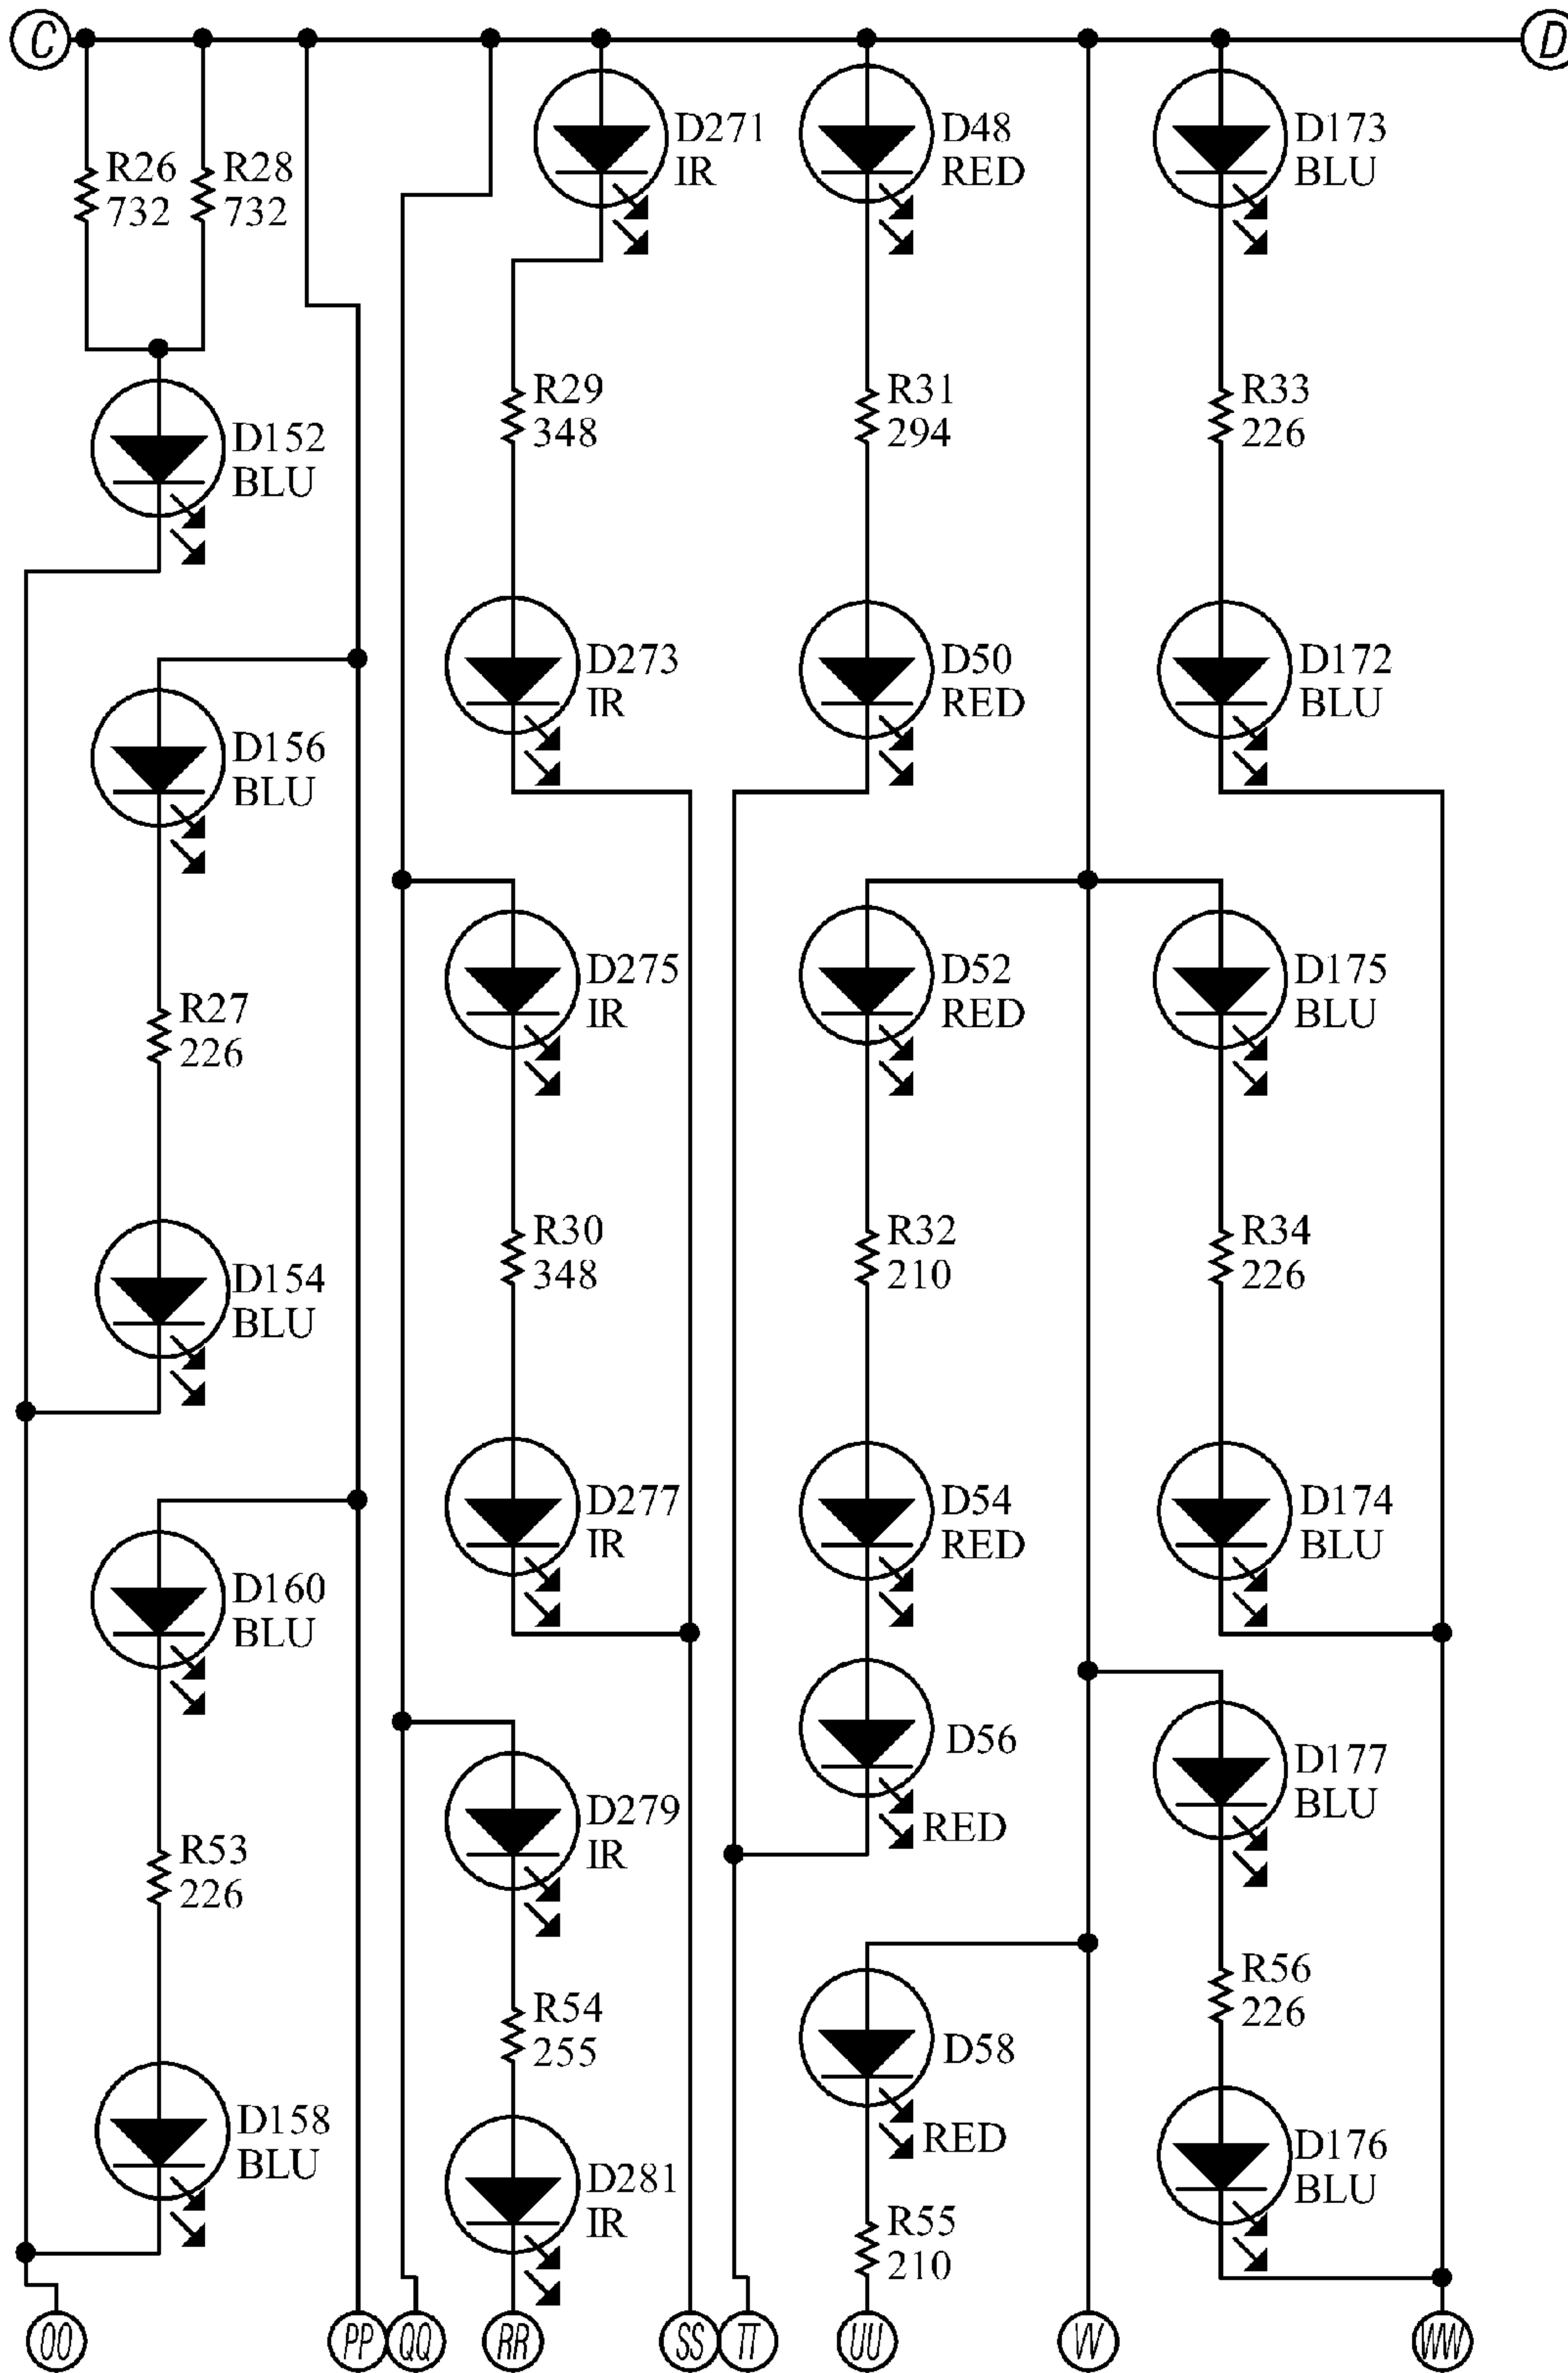 C
D
R26
732
R28
732
D271
IR
D48
RED
D173
BLU
R29
348
R31
294
R33
226
D152
BLU
D273
IR
D50
RED
D172
BLU
D156
BLU
D275
IR
D52
RED
D175
BLU
R27
226
R30
348
R32
210
R34
226
D154
BLU
D277
IR
D54
RED
D174
BLU
D160
BLU
D56
RED
D177
BLU
D279
IR
R53
226
R54
255
D58
RED
R56
226
D158
BLU
D281
IR
R55
210
D176
BLU
OO
PP
QQ
RR
SS
TT
UU
VV
WW